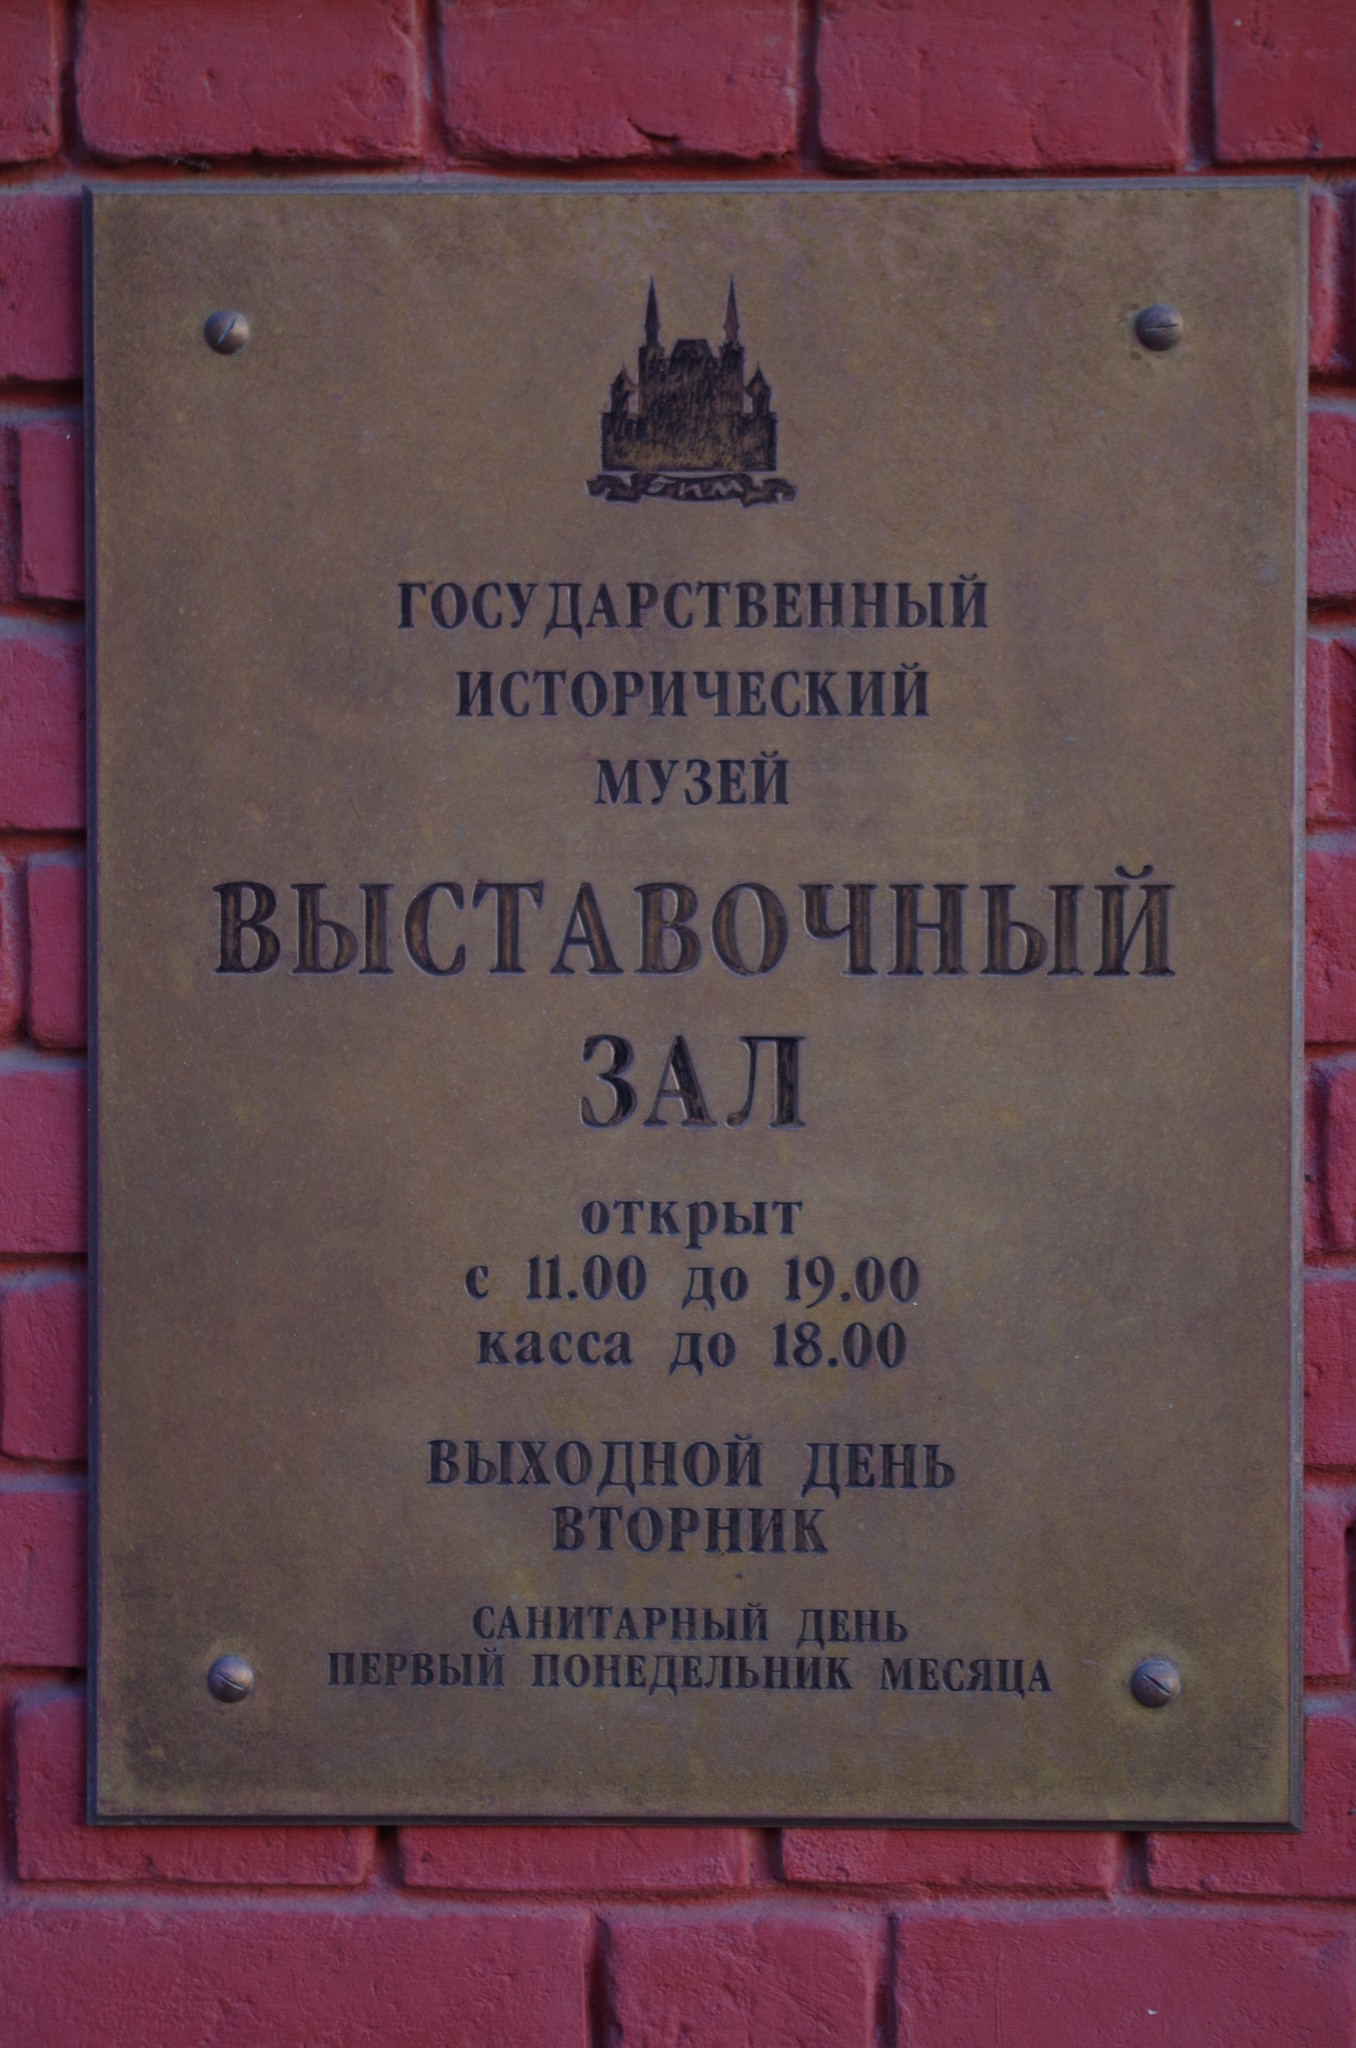 ГИМ
ГОСУДАРСТВЕННЫЙ
ИСТОРИЧЕСКИЙ
МУЗЕЙ
ВЫСТАВОЧНЫЙ
ЗАЛ
открыт
с 11.00 до 19.00
касса до 18.00
ВЫХОДНОЙ ДЕНЬ
ВТОРНИК
САНИТАРНЫЙ ДЕНЬ
ПЕРВЫЙ ПОНЕДЕЛЬНИК МЕСЯЦА